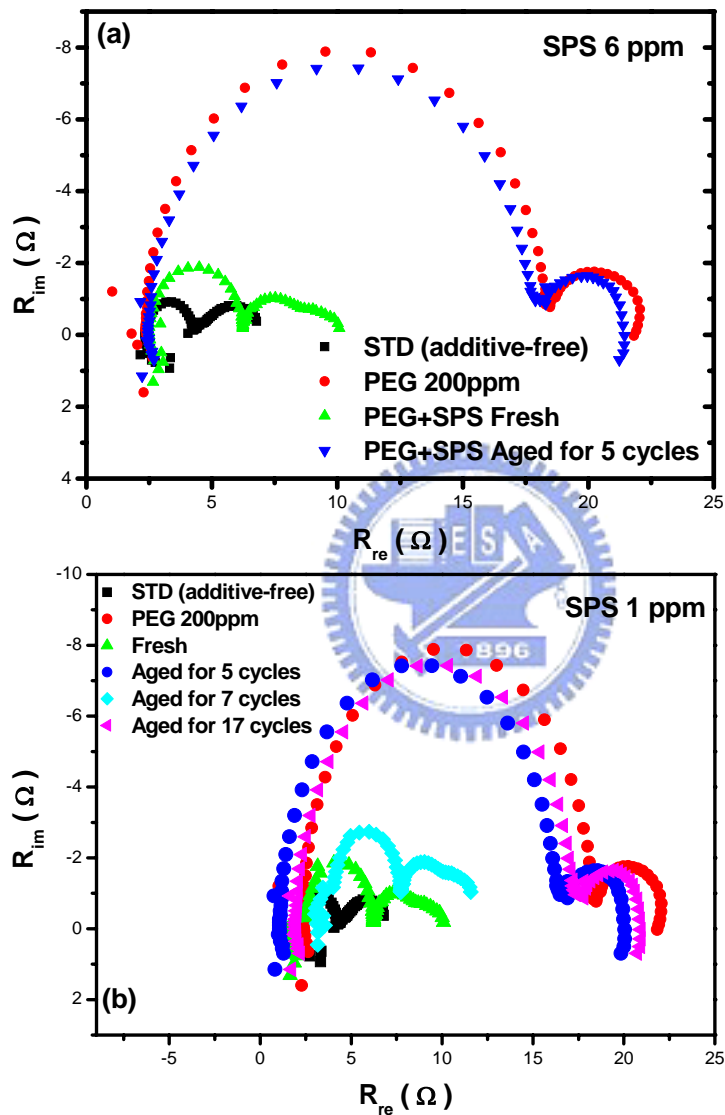 (a)
SPS 6 ppm
-8
-6
-4
-2
0
2
4
R_im (Ω)
STD (additive-free)
PEG 200ppm
PEG+SPS Fresh
PEG+SPS Aged for 5 cycles
0 5 10 15 20 25
R_re (Ω)
E S A
1896
-10
-8
-6
-4
-2
0
2
R_im (Ω)
STD (additive-free)
PEG 200ppm
Fresh
Aged for 5 cycles
Aged for 7 cycles
Aged for 17 cycles
SPS 1 ppm
(b)
-5 0 5 10 15 20 25
R_re (Ω)